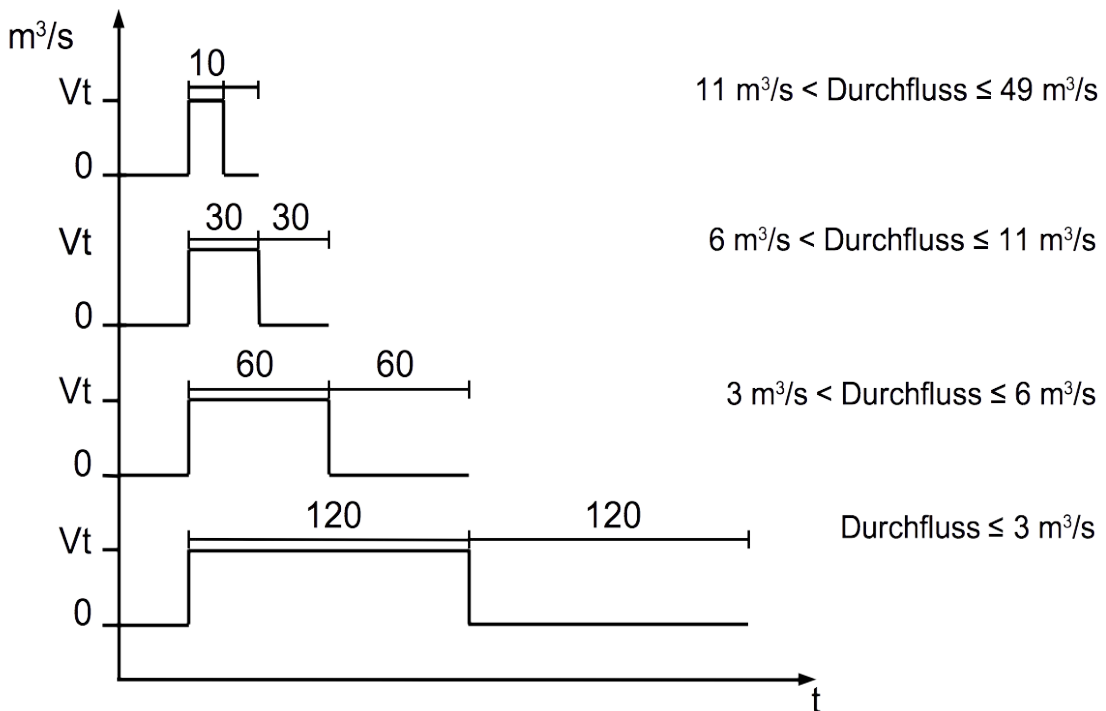 m³/s
10
Vt
11 m³/s < Durchfluss ≤ 49 m³/s
0
30 30
Vt
6 m³/s < Durchfluss ≤ 11 m³/s
0
60 60
Vt
3 m³/s < Durchfluss ≤ 6 m³/s
0
120 120
Vt
Durchfluss ≤ 3 m³/s
0
t